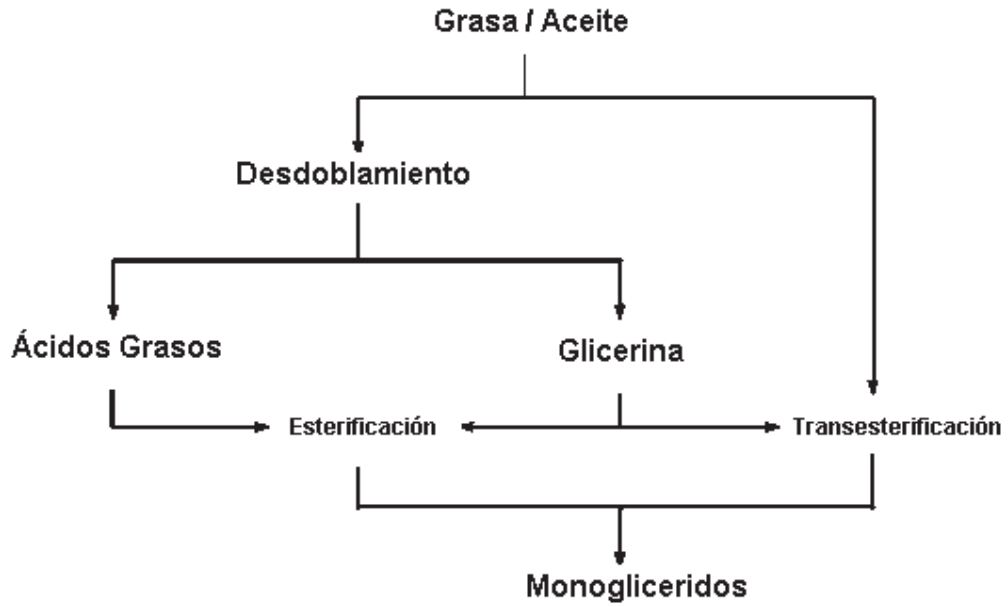 Grasa / Aceite
Desdoblamiento
Ácidos Grasos
Glicerina
Esterificación
Transesterificación
Monogliceridos